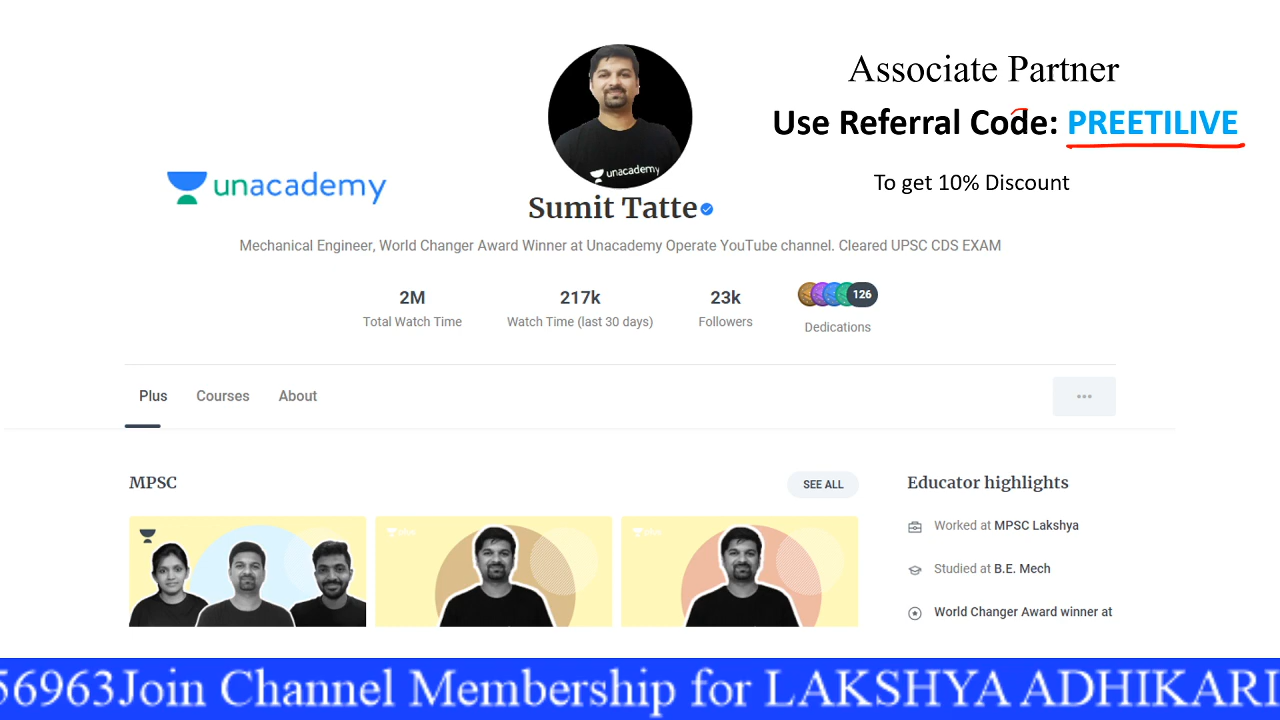 Associate Partner
Use Referral Code: PREETILIVE
To get 10% Discount
unacademy
unacademy
Sumit Tatte
Mechanical Engineer, World Changer Award Winner at Unacademy Operate YouTube channel. Cleared UPSC CDS EXAM
2M 217k 23k 126
Total Watch Time Watch Time (last 30 days) Followers Dedications
Plus Courses About
MPSC SEE ALL
Educator highlights
Worked at MPSC Lakshya
Studied at B.E. Mech
World Changer Award winner at
56963Join Channel Membership for LAKSHYA ADHIKARI